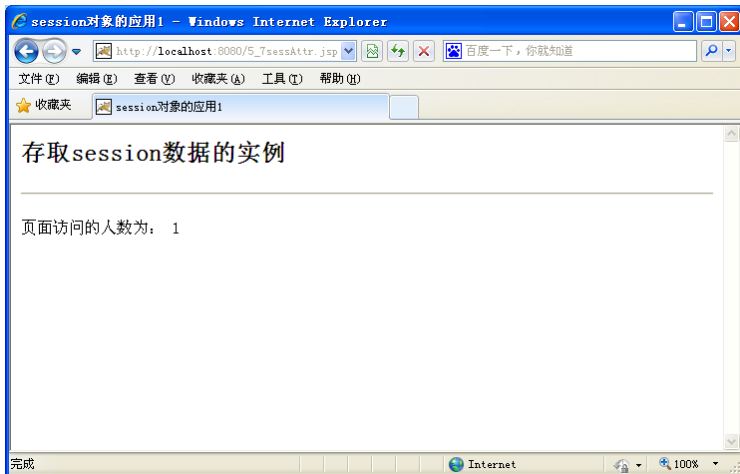 session对象的应用1 - Windows Internet Explorer
http://localhost:8080/5_7sessAttr.jsp
百度一下，你就知道
文件(F) 编辑(E) 查看(V) 收藏夹(A) 工具(T) 帮助(H)
收藏夹
session对象的应用1
存取session数据的实例
页面访问的人数为： 1
完成
Internet
100%